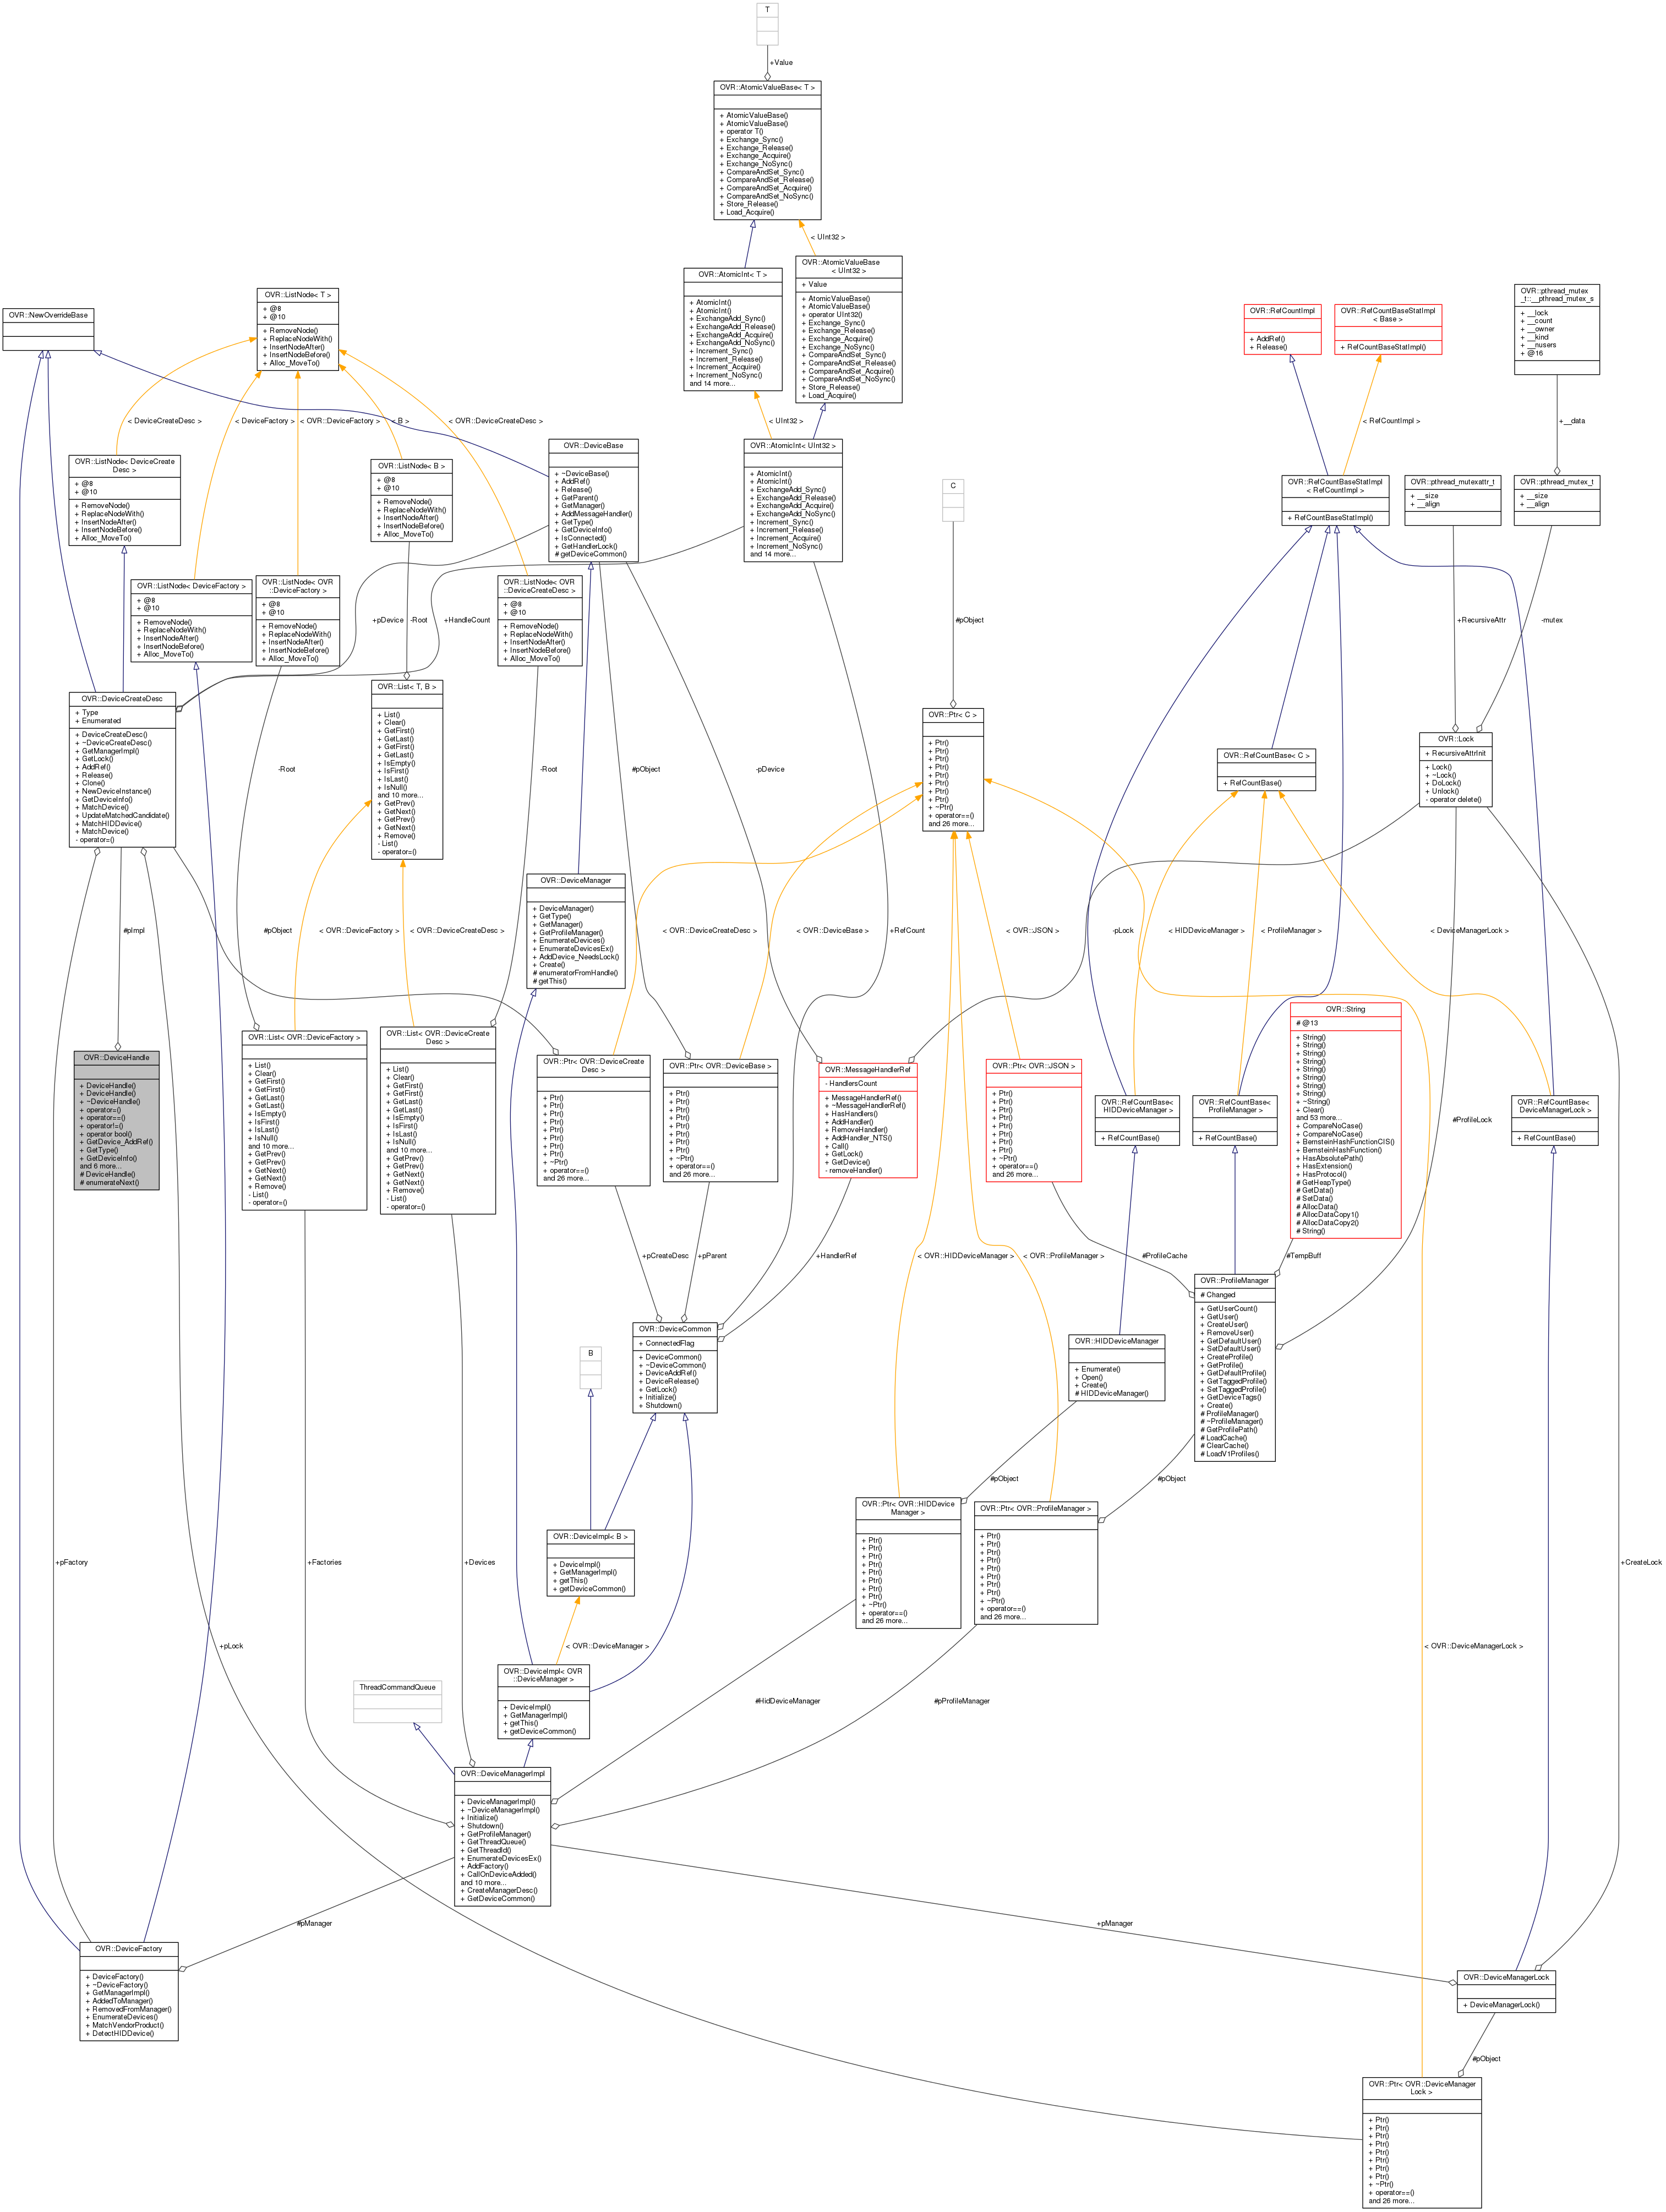 T
+Value
OVR::AtomicValueBase< T >
+ AtomicValueBase()
+ AtomicValueBase()
+ operator T()
+ Exchange_Sync()
+ Exchange_Release()
+ Exchange_Acquire()
+ Exchange_NoSync()
+ CompareAndSet_Sync()
+ CompareAndSet_Release()
+ CompareAndSet_Acquire()
+ CompareAndSet_NoSync()
+ Store_Release()
+ Load_Acquire()
< UInt32 >
OVR::AtomicInt< T >
+ AtomicInt()
+ AtomicInt()
+ ExchangeAdd_Sync()
+ ExchangeAdd_Release()
+ ExchangeAdd_Acquire()
+ ExchangeAdd_NoSync()
+ Increment_Sync()
+ Increment_Release()
+ Increment_Acquire()
+ Increment_NoSync()
and 14 more...
OVR::AtomicValueBase
< UInt32 >
+ Value
+ AtomicValueBase()
+ AtomicValueBase()
+ operator UInt32()
+ Exchange_Sync()
+ Exchange_Release()
+ Exchange_Acquire()
+ Exchange_NoSync()
+ CompareAndSet_Sync()
+ CompareAndSet_Release()
+ CompareAndSet_Acquire()
+ CompareAndSet_NoSync()
+ Store_Release()
+ Load_Acquire()
OVR::NewOverrideBase
OVR::ListNode< T >
+ @8
+ @10
+ RemoveNode()
+ ReplaceNodeWith()
+ InsertNodeAfter()
+ InsertNodeBefore()
+ Alloc_MoveTo()
OVR::RefCountImpl
+ AddRef()
+ Release()
OVR::RefCountBaseStatImpl
< Base >
+ RefCountBaseStatImpl()
OVR::pthread_mutex
_t::__pthread_mutex_s
+ __lock
+ __count
+ __owner
+ __kind
+ __nusers
+ @16
< DeviceCreateDesc >
< DeviceFactory >
< OVR::DeviceFactory >
< B >
< OVR::DeviceCreateDesc >
< UInt32 >
< RefCountImpl >
+__data
OVR::ListNode< DeviceCreate
Desc >
+ @8
+ @10
+ RemoveNode()
+ ReplaceNodeWith()
+ InsertNodeAfter()
+ InsertNodeBefore()
+ Alloc_MoveTo()
OVR::ListNode< B >
+ @8
+ @10
+ RemoveNode()
+ ReplaceNodeWith()
+ InsertNodeAfter()
+ InsertNodeBefore()
+ Alloc_MoveTo()
OVR::DeviceBase
+ ~DeviceBase()
+ AddRef()
+ Release()
+ GetParent()
+ GetManager()
+ AddMessageHandler()
+ GetType()
+ GetDeviceInfo()
+ IsConnected()
+ GetHandlerLock()
# getDeviceCommon()
OVR::AtomicInt< UInt32 >
+ AtomicInt()
+ AtomicInt()
+ ExchangeAdd_Sync()
+ ExchangeAdd_Release()
+ ExchangeAdd_Acquire()
+ ExchangeAdd_NoSync()
+ Increment_Sync()
+ Increment_Release()
+ Increment_Acquire()
+ Increment_NoSync()
and 14 more...
C
OVR::RefCountBaseStatImpl
< RefCountImpl >
+ RefCountBaseStatImpl()
OVR::pthread_mutexattr_t
+ __size
+ __align
OVR::pthread_mutex_t
+ __size
+ __align
OVR::ListNode< DeviceFactory >
+ @8
+ @10
+ RemoveNode()
+ ReplaceNodeWith()
+ InsertNodeAfter()
+ InsertNodeBefore()
+ Alloc_MoveTo()
OVR::ListNode< OVR
::DeviceFactory >
+ @8
+ @10
+ RemoveNode()
+ ReplaceNodeWith()
+ InsertNodeAfter()
+ InsertNodeBefore()
+ Alloc_MoveTo()
OVR::ListNode< OVR
::DeviceCreateDesc >
+ @8
+ @10
+ RemoveNode()
+ ReplaceNodeWith()
+ InsertNodeAfter()
+ InsertNodeBefore()
+ Alloc_MoveTo()
+pDevice
-Root
+HandleCount
#pObject
+RecursiveAttr
-mutex
OVR::DeviceCreateDesc
+ Type
+ Enumerated
+ DeviceCreateDesc()
+ ~DeviceCreateDesc()
+ GetManagerImpl()
+ GetLock()
+ AddRef()
+ Release()
+ Clone()
+ NewDeviceInstance()
+ GetDeviceInfo()
+ MatchDevice()
+ UpdateMatchedCandidate()
+ MatchHIDDevice()
+ MatchDevice()
- operator=()
OVR::List< T, B >
+ List()
+ Clear()
+ GetFirst()
+ GetLast()
+ GetFirst()
+ GetLast()
+ IsEmpty()
+ IsFirst()
+ IsLast()
+ IsNull()
and 10 more...
+ GetPrev()
+ GetNext()
+ GetPrev()
+ GetNext()
+ Remove()
- List()
- operator=()
-Root
-Root
#pObject
-pDevice
OVR::Ptr< C >
+ Ptr()
+ Ptr()
+ Ptr()
+ Ptr()
+ Ptr()
+ Ptr()
+ Ptr()
+ Ptr()
+ ~Ptr()
+ operator==()
and 26 more...
OVR::RefCountBase< C >
+ RefCountBase()
OVR::Lock
+ RecursiveAttrInit
+ Lock()
+ ~Lock()
+ DoLock()
+ Unlock()
- operator delete()
OVR::DeviceManager
+ DeviceManager()
+ GetType()
+ GetManager()
+ GetProfileManager()
+ EnumerateDevices()
+ EnumerateDevicesEx()
+ AddDevice_NeedsLock()
+ Create()
# enumeratorFromHandle()
# getThis()
#pImpl
#pObject
< OVR::DeviceFactory >
< OVR::DeviceCreateDesc >
< OVR::DeviceCreateDesc >
< OVR::DeviceBase >
+RefCount
< OVR::JSON >
-pLock
< HIDDeviceManager >
< ProfileManager >
< DeviceManagerLock >
OVR::DeviceHandle
+ DeviceHandle()
+ DeviceHandle()
+ ~DeviceHandle()
+ operator=()
+ operator==()
+ operator!=()
+ operator bool()
+ GetDevice_AddRef()
+ GetType()
+ GetDeviceInfo()
and 6 more...
# DeviceHandle()
# enumerateNext()
OVR::List< OVR::DeviceFactory >
+ List()
+ Clear()
+ GetFirst()
+ GetFirst()
+ GetLast()
+ GetLast()
+ IsEmpty()
+ IsFirst()
+ IsLast()
+ IsNull()
and 10 more...
+ GetPrev()
+ GetPrev()
+ GetNext()
+ GetNext()
+ Remove()
- List()
- operator=()
OVR::List< OVR::DeviceCreate
Desc >
+ List()
+ Clear()
+ GetFirst()
+ GetFirst()
+ GetLast()
+ GetLast()
+ IsEmpty()
+ IsFirst()
+ IsLast()
+ IsNull()
and 10 more...
+ GetPrev()
+ GetPrev()
+ GetNext()
+ GetNext()
+ Remove()
- List()
- operator=()
OVR::Ptr< OVR::DeviceCreate
Desc >
+ Ptr()
+ Ptr()
+ Ptr()
+ Ptr()
+ Ptr()
+ Ptr()
+ Ptr()
+ Ptr()
+ ~Ptr()
+ operator==()
and 26 more...
OVR::Ptr< OVR::DeviceBase >
+ Ptr()
+ Ptr()
+ Ptr()
+ Ptr()
+ Ptr()
+ Ptr()
+ Ptr()
+ Ptr()
+ ~Ptr()
+ operator==()
and 26 more...
OVR::MessageHandlerRef
- HandlersCount
+ MessageHandlerRef()
+ ~MessageHandlerRef()
+ HasHandlers()
+ AddHandler()
+ RemoveHandler()
+ AddHandler_NTS()
+ Call()
+ GetLock()
+ GetDevice()
- removeHandler()
OVR::Ptr< OVR::JSON >
+ Ptr()
+ Ptr()
+ Ptr()
+ Ptr()
+ Ptr()
+ Ptr()
+ Ptr()
+ Ptr()
+ ~Ptr()
+ operator==()
and 26 more...
OVR::RefCountBase<
HIDDeviceManager >
+ RefCountBase()
OVR::RefCountBase<
ProfileManager >
+ RefCountBase()
OVR::String
# @13
+ String()
+ String()
+ String()
+ String()
+ String()
+ String()
+ String()
+ String()
+ ~String()
+ Clear()
and 53 more...
+ CompareNoCase()
+ CompareNoCase()
+ BernsteinHashFunctionCIS()
+ BernsteinHashFunction()
+ HasAbsolutePath()
+ HasExtension()
+ HasProtocol()
# GetHeapType()
# GetData()
# SetData()
# AllocData()
# AllocDataCopy1()
# AllocDataCopy2()
# String()
#ProfileLock
OVR::RefCountBase<
DeviceManagerLock >
+ RefCountBase()
+pCreateDesc
+pParent
+HandlerRef
< OVR::HIDDeviceManager >
< OVR::ProfileManager >
#ProfileCache
#TempBuff
OVR::DeviceCommon
+ ConnectedFlag
+ DeviceCommon()
+ ~DeviceCommon()
+ DeviceAddRef()
+ DeviceRelease()
+ GetLock()
+ Initialize()
+ Shutdown()
B
OVR::HIDDeviceManager
+ Enumerate()
+ Open()
+ Create()
# HIDDeviceManager()
OVR::ProfileManager
# Changed
+ GetUserCount()
+ GetUser()
+ CreateUser()
+ RemoveUser()
+ GetDefaultUser()
+ SetDefaultUser()
+ CreateProfile()
+ GetProfile()
+ GetDefaultProfile()
+ GetTaggedProfile()
+ SetTaggedProfile()
+ GetDeviceTags()
+ Create()
# ProfileManager()
# ~ProfileManager()
# GetProfilePath()
# LoadCache()
# ClearCache()
# LoadV1Profiles()
#pObject
#pObject
OVR::DeviceImpl< B >
+ DeviceImpl()
+ GetManagerImpl()
+ getThis()
+ getDeviceCommon()
OVR::Ptr< OVR::HIDDevice
Manager >
+ Ptr()
+ Ptr()
+ Ptr()
+ Ptr()
+ Ptr()
+ Ptr()
+ Ptr()
+ Ptr()
+ ~Ptr()
+ operator==()
and 26 more...
OVR::Ptr< OVR::ProfileManager >
+ Ptr()
+ Ptr()
+ Ptr()
+ Ptr()
+ Ptr()
+ Ptr()
+ Ptr()
+ Ptr()
+ ~Ptr()
+ operator==()
and 26 more...
+pFactory
+Factories
+Devices
+CreateLock
+pLock
< OVR::DeviceManager >
< OVR::DeviceManagerLock >
OVR::DeviceImpl< OVR
::DeviceManager >
+ DeviceImpl()
+ GetManagerImpl()
+ getThis()
+ getDeviceCommon()
ThreadCommandQueue
#HidDeviceManager
#pProfileManager
OVR::DeviceManagerImpl
+ DeviceManagerImpl()
+ ~DeviceManagerImpl()
+ Initialize()
+ Shutdown()
+ GetProfileManager()
+ GetThreadQueue()
+ GetThreadId()
+ EnumerateDevicesEx()
+ AddFactory()
+ CallOnDeviceAdded()
and 10 more...
+ CreateManagerDesc()
+ GetDeviceCommon()
#pManager
+pManager
OVR::DeviceFactory
+ DeviceFactory()
+ ~DeviceFactory()
+ GetManagerImpl()
+ AddedToManager()
+ RemovedFromManager()
+ EnumerateDevices()
+ MatchVendorProduct()
+ DetectHIDDevice()
OVR::DeviceManagerLock
+ DeviceManagerLock()
#pObject
OVR::Ptr< OVR::DeviceManager
Lock >
+ Ptr()
+ Ptr()
+ Ptr()
+ Ptr()
+ Ptr()
+ Ptr()
+ Ptr()
+ Ptr()
+ ~Ptr()
+ operator==()
and 26 more...